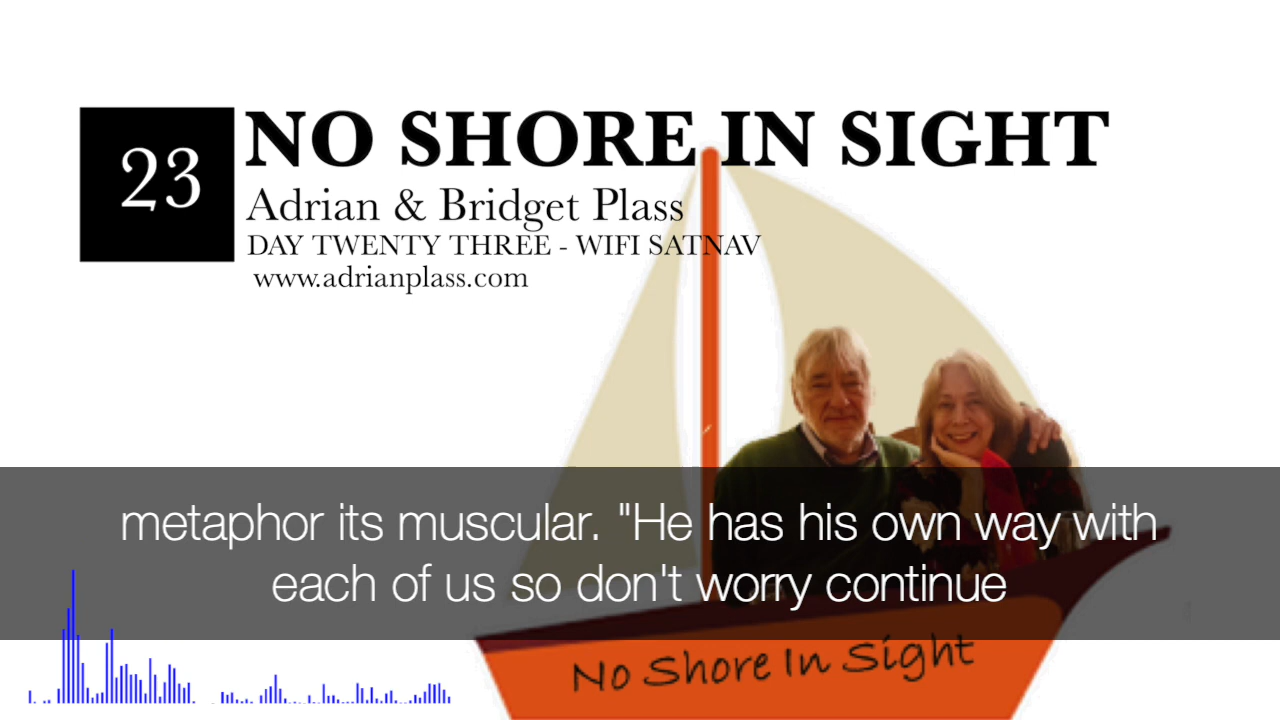 23
NO SHORE IN SIGHT
Adrian & Bridget Plass
DAY TWENTY THREE - WIFI SATNAV
www.adrianplass.com
metaphor its muscular. "He has his own way with
each of us so don't worry continue
No Shore In Sight